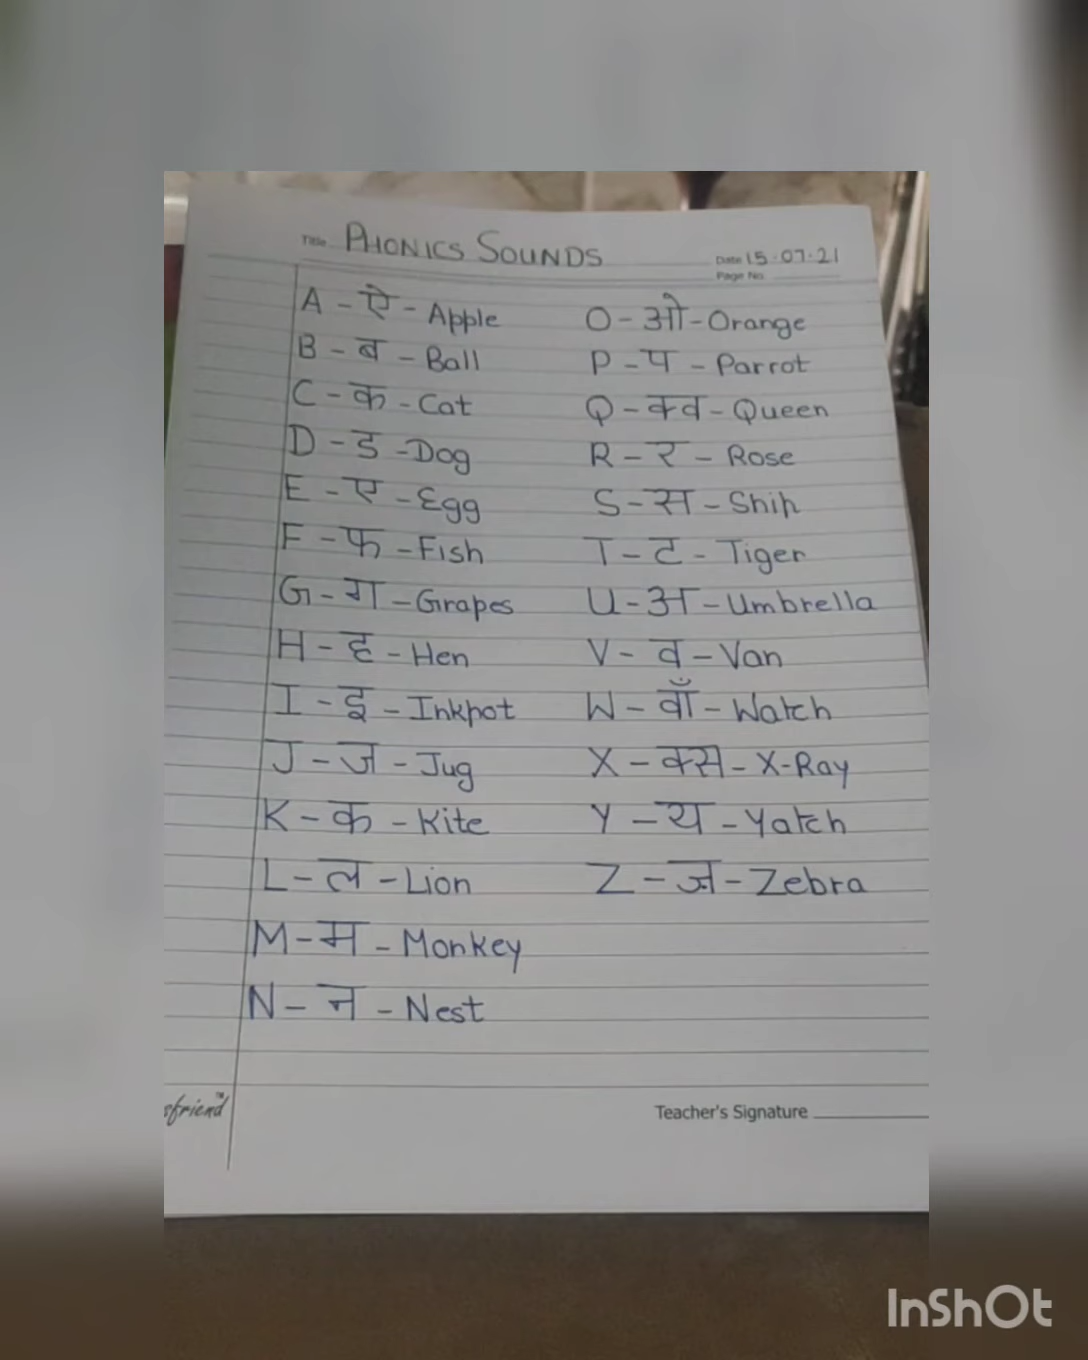 Title PHONICS SOUNDS
Date 15-07-21
Page No.
A - ऐ - Apple
B - ब - Ball
C - क - Cat
D - ड - Dog
E - ए - Egg
F - फ - Fish
G - ग - Grapes
H - ह - Hen
I - इ - Inkpot
J - ज - Jug
K - क - Kite
L - ल - Lion
M - म - Monkey
N - न - Nest
O - ओ - Orange
P - प - Parrot
Q - क्व - Queen
R - र - Rose
S - स - Ship
T - ट - Tiger
U - अ - Umbrella
V - व - Van
W - वॉ - Watch
X - क्स - X-Ray
Y - य - Yatch
Z - ज़ - Zebra
Teacher's Signature
InShOt